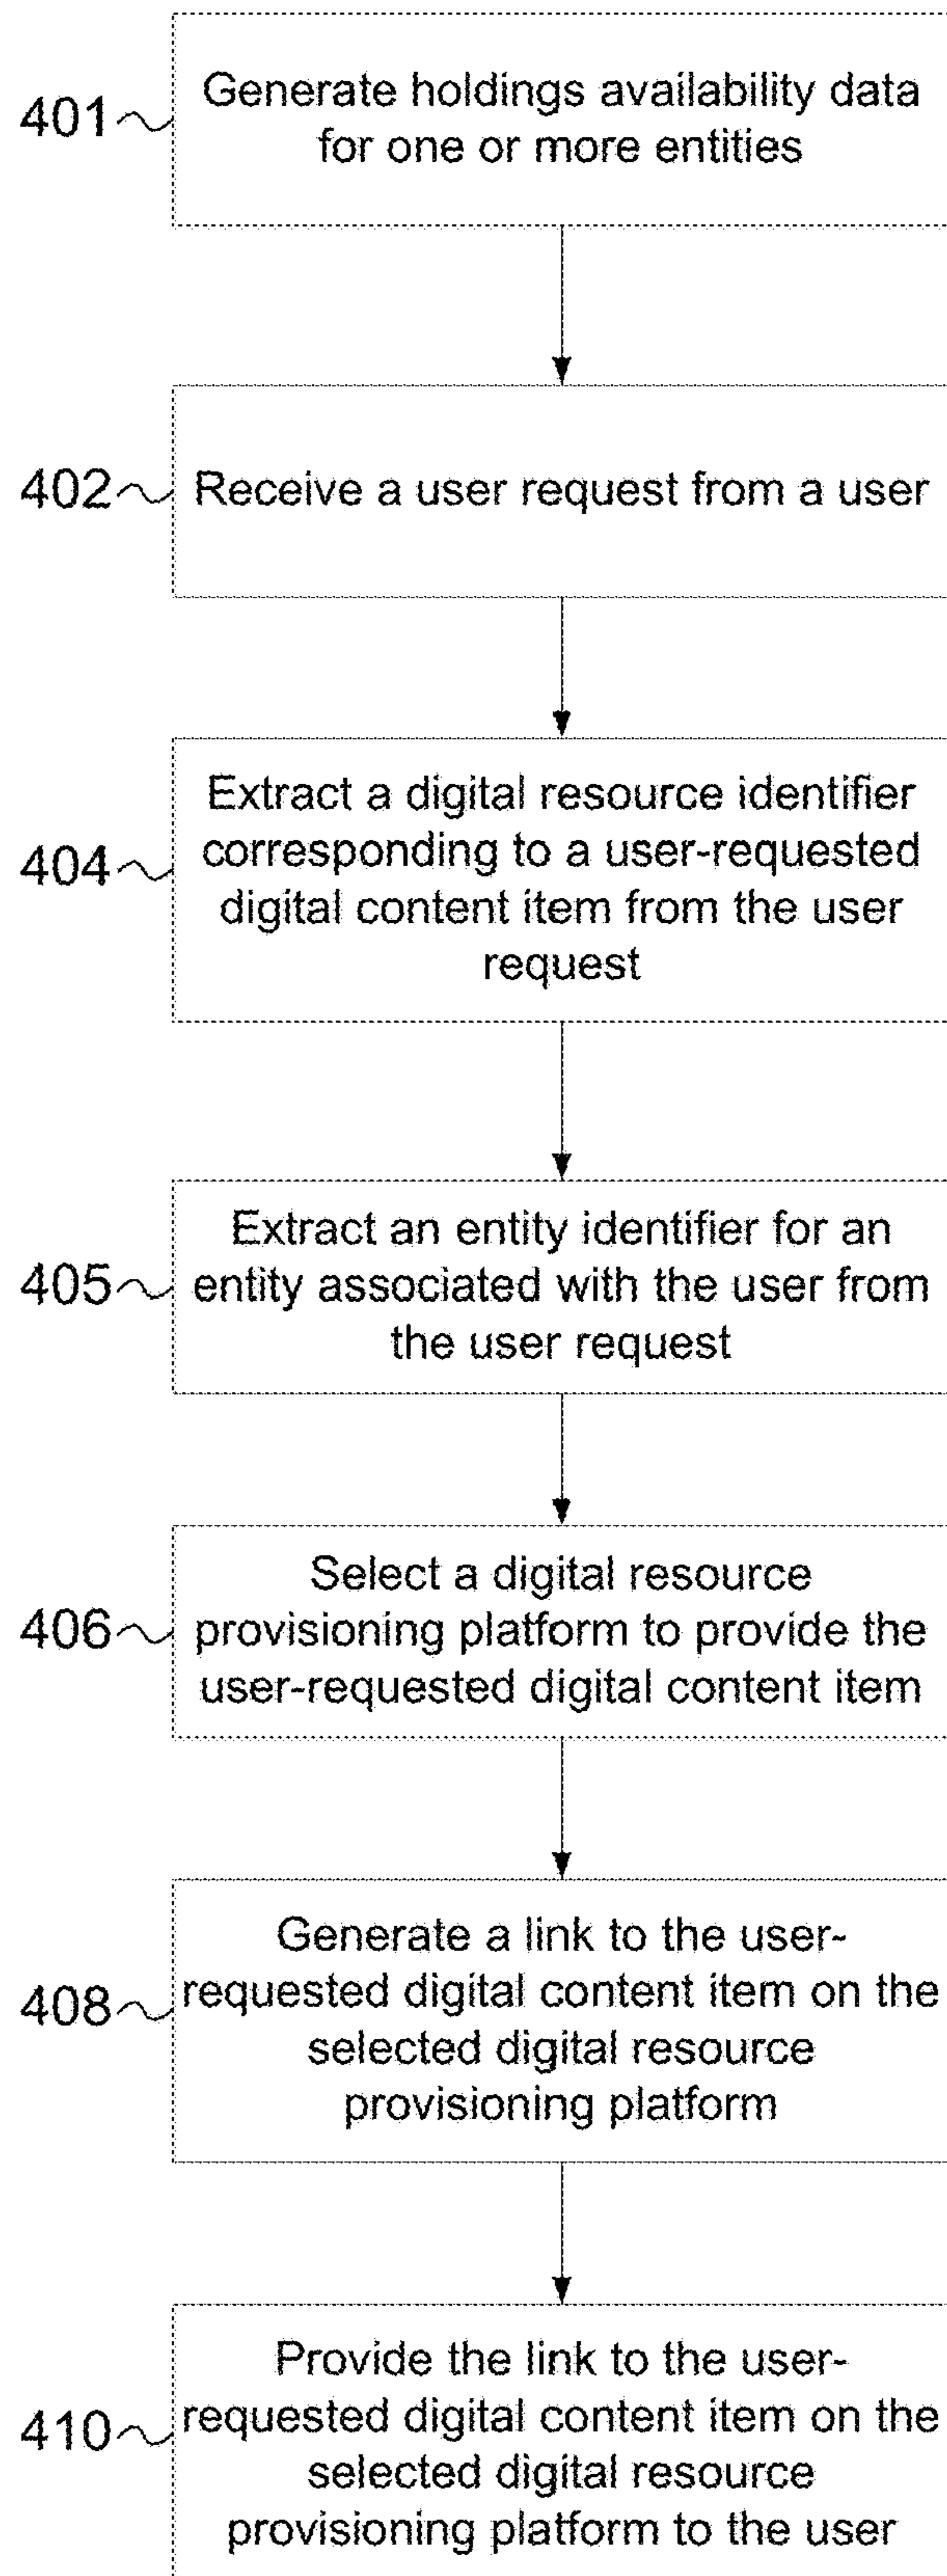 Generate holdings availability data
401
for one or more entities
402
Receive a user request from a user
Extract a digital resource identifier
corresponding to a user-requested
404
digital content item from the user
request
Extract an entity identifier for an
405
entity associated with the user from
the user request
Select a digital resource
406
provisioning platform to provide the
user-requested digital content item
Generate a link to the user-
requested digital content item on the
408
selected digital resource
provisioning platform
Provide the link to the user-
requested digital content item on the
410
selected digital resource
provisioning platform to the user